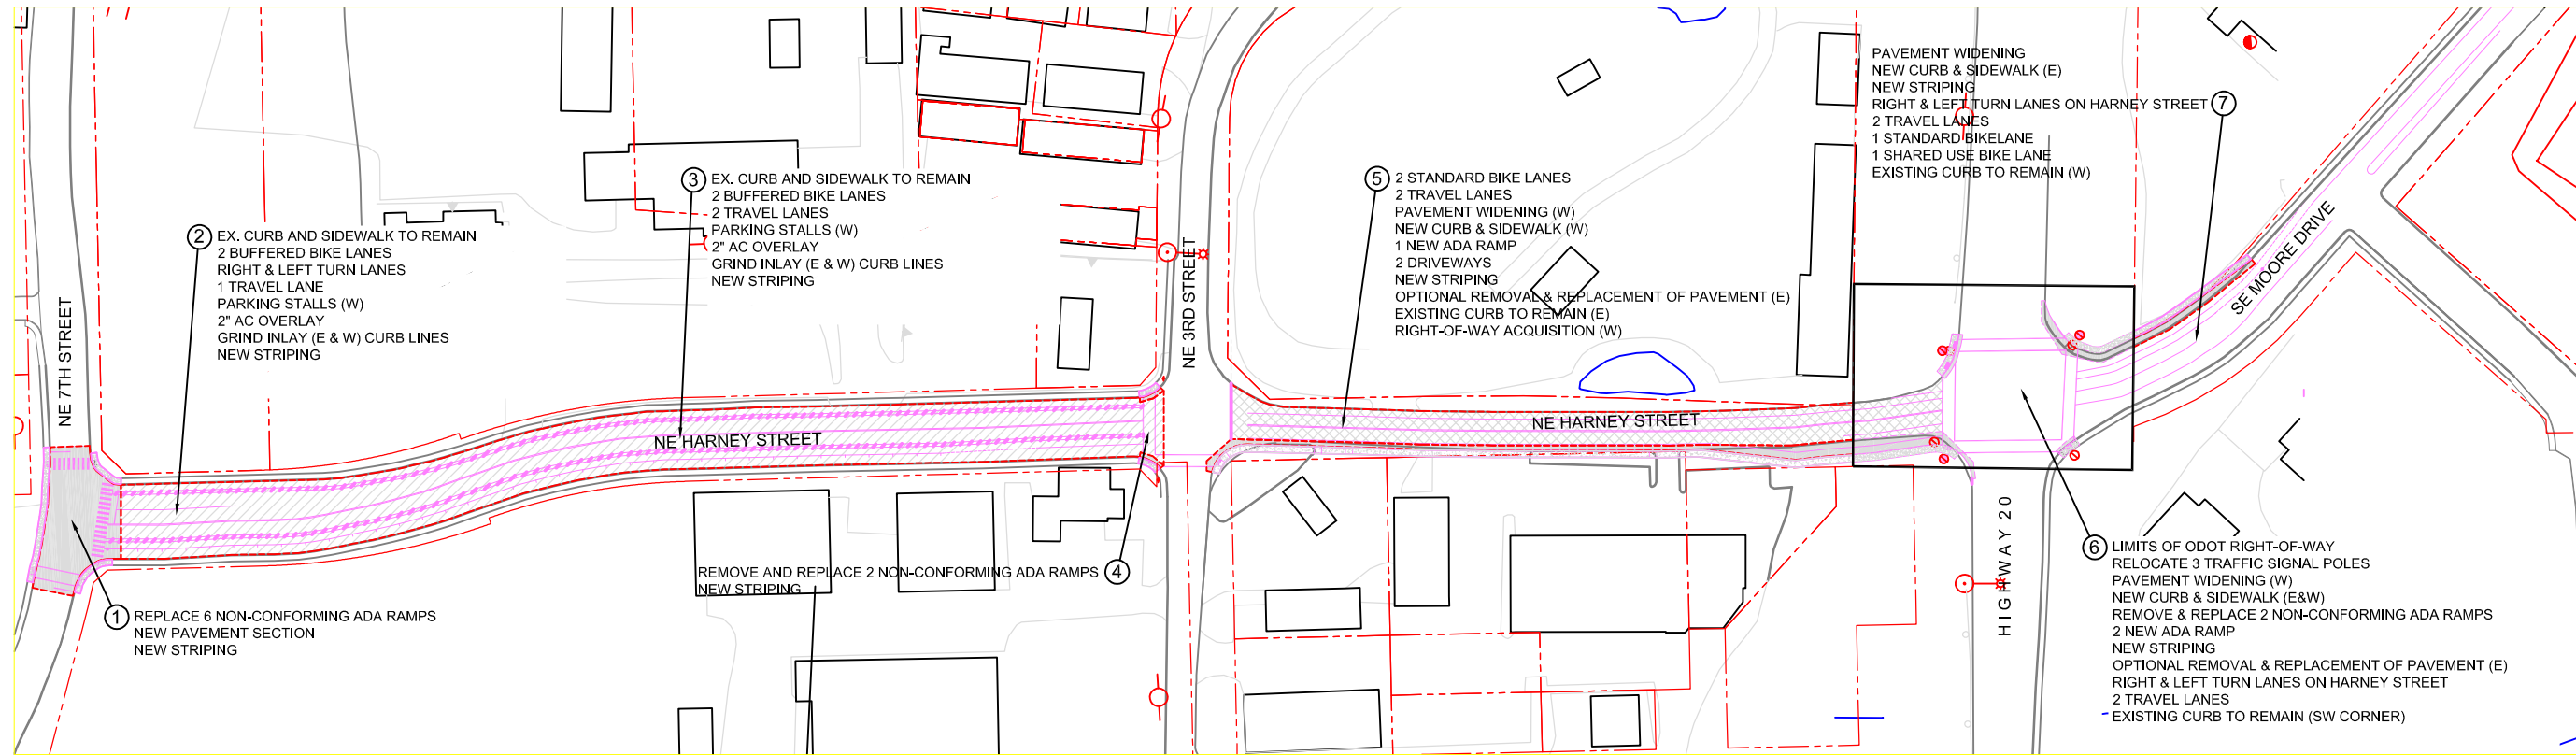 PAVEMENT WIDENING
NEW CURB & SIDEWALK (E)
NEW STRIPING
RIGHT & LEFT TURN LANES ON HARNEY STREET
2 TRAVEL LANES
1 STANDARD BIKELANE
1 SHARED USE BIKE LANE
EXISTING CURB TO REMAIN (W)
7
3
EX. CURB AND SIDEWALK TO REMAIN
2 BUFFERED BIKE LANES
2 TRAVEL LANES
PARKING STALLS (W)
2" AC OVERLAY
GRIND INLAY (E & W) CURB LINES
NEW STRIPING
5
2 STANDARD BIKE LANES
2 TRAVEL LANES
PAVEMENT WIDENING (W)
NEW CURB & SIDEWALK (W)
1 NEW ADA RAMP
2 DRIVEWAYS
NEW STRIPING
OPTIONAL REMOVAL & REPLACEMENT OF PAVEMENT (E)
EXISTING CURB TO REMAIN (E)
RIGHT-OF-WAY ACQUISITION (W)
2
EX. CURB AND SIDEWALK TO REMAIN
2 BUFFERED BIKE LANES
RIGHT & LEFT TURN LANES
1 TRAVEL LANE
PARKING STALLS (W)
2" AC OVERLAY
GRIND INLAY (E & W) CURB LINES
NEW STRIPING
NE 7TH STREET
NE 3RD STREET
SE MOORE DRIVE
NE HARNEY STREET
NE HARNEY STREET
HIGHWAY 20
REMOVE AND REPLACE 2 NON-CONFORMING ADA RAMPS
NEW STRIPING
4
1
REPLACE 6 NON-CONFORMING ADA RAMPS
NEW PAVEMENT SECTION
NEW STRIPING
6
LIMITS OF ODOT RIGHT-OF-WAY
RELOCATE 3 TRAFFIC SIGNAL POLES
PAVEMENT WIDENING (W)
NEW CURB & SIDEWALK (E&W)
REMOVE & REPLACE 2 NON-CONFORMING ADA RAMPS
2 NEW ADA RAMP
NEW STRIPING
OPTIONAL REMOVAL & REPLACEMENT OF PAVEMENT (E)
RIGHT & LEFT TURN LANES ON HARNEY STREET
2 TRAVEL LANES
EXISTING CURB TO REMAIN (SW CORNER)